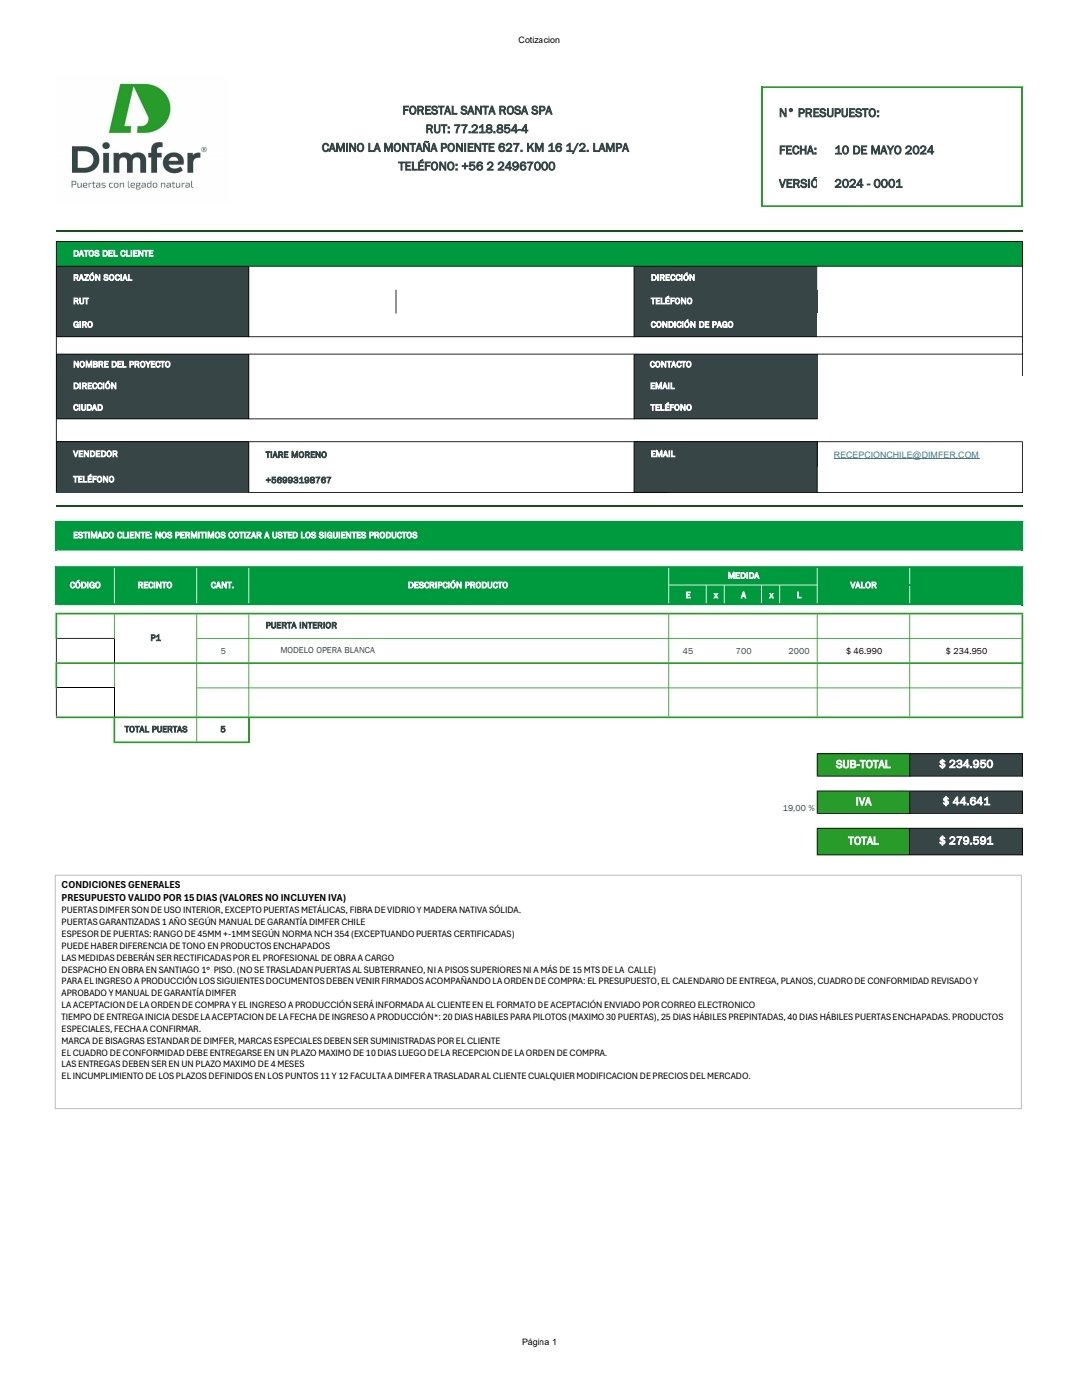 Cotizacion
Dimfer®
Puertas con legado natural
FORESTAL SANTA ROSA SPA
RUT: 77.218.854-4
CAMINO LA MONTAÑA PONIENTE 627. KM 16 1/2. LAMPA
TELÉFONO: +56 2 24967000
N° PRESUPUESTO:
FECHA: 10 DE MAYO 2024
VERSIÓ 2024 - 0001
DATOS DEL CLIENTE
RAZÓN SOCIAL DIRECCIÓN
RUT TELÉFONO
GIRO CONDICIÓN DE PAGO
NOMBRE DEL PROYECTO CONTACTO
DIRECCIÓN EMAIL
CIUDAD TELÉFONO
VENDEDOR TIARE MORENO EMAIL RECEPCIONCHILE@DIMFER.COM
TELÉFONO +56993198767
ESTIMADO CLIENTE: NOS PERMITIMOS COTIZAR A USTED LOS SIGUIENTES PRODUCTOS
CÓDIGO RECINTO CANT. DESCRIPCIÓN PRODUCTO MEDIDA VALOR
E x A x L
PUERTA INTERIOR
P1
5 MODELO OPERA BLANCA 45 700 2000 $ 46.990 $ 234.950
TOTAL PUERTAS 5
SUB-TOTAL $ 234.950
19,00 % IVA $ 44.641
TOTAL $ 279.591
CONDICIONES GENERALES
PRESUPUESTO VALIDO POR 15 DIAS (VALORES NO INCLUYEN IVA)
PUERTAS DIMFER SON DE USO INTERIOR, EXCEPTO PUERTAS METÁLICAS, FIBRA DE VIDRIO Y MADERA NATIVA SÓLIDA.
PUERTAS GARANTIZADAS 1 AÑO SEGÚN MANUAL DE GARANTÍA DIMFER CHILE
ESPESOR DE PUERTAS: RANGO DE 45MM +-1MM SEGÚN NORMA NCH 354 (EXCEPTUANDO PUERTAS CERTIFICADAS)
PUEDE HABER DIFERENCIA DE TONO EN PRODUCTOS ENCHAPADOS
LAS MEDIDAS DEBERÁN SER RECTIFICADAS POR EL PROFESIONAL DE OBRA A CARGO
DESPACHO EN OBRA EN SANTIAGO 1° PISO. (NO SE TRASLADAN PUERTAS AL SUBTERRANEO, NI A PISOS SUPERIORES NI A MÁS DE 15 MTS DE LA CALLE)
PARA EL INGRESO A PRODUCCIÓN LOS SIGUIENTES DOCUMENTOS DEBEN VENIR FIRMADOS ACOMPAÑANDO LA ORDEN DE COMPRA: EL PRESUPUESTO, EL CALENDARIO DE ENTREGA, PLANOS, CUADRO DE CONFORMIDAD REVISADO Y
APROBADO Y MANUAL DE GARANTÍA DIMFER
LA ACEPTACION DE LA ORDEN DE COMPRA Y EL INGRESO A PRODUCCIÓN SERÁ INFORMADA AL CLIENTE EN EL FORMATO DE ACEPTACIÓN ENVIADO POR CORREO ELECTRONICO
TIEMPO DE ENTREGA INICIA DESDE LA ACEPTACION DE LA FECHA DE INGRESO A PRODUCCIÓN*: 20 DIAS HABILES PARA PILOTOS (MAXIMO 30 PUERTAS), 25 DIAS HÁBILES PREPINTADAS, 40 DIAS HÁBILES PUERTAS ENCHAPADAS. PRODUCTOS
ESPECIALES, FECHA A CONFIRMAR.
MARCA DE BISAGRAS ESTANDAR DE DIMFER, MARCAS ESPECIALES DEBEN SER SUMINISTRADAS POR EL CLIENTE
EL CUADRO DE CONFORMIDAD DEBE ENTREGARSE EN UN PLAZO MAXIMO DE 10 DIAS LUEGO DE LA RECEPCION DE LA ORDEN DE COMPRA.
LAS ENTREGAS DEBEN SER EN UN PLAZO MAXIMO DE 4 MESES
EL INCUMPLIMIENTO DE LOS PLAZOS DEFINIDOS EN LOS PUNTOS 11 Y 12 FACULTA A DIMFER A TRASLADAR AL CLIENTE CUALQUIER MODIFICACION DE PRECIOS DEL MERCADO.
Página 1